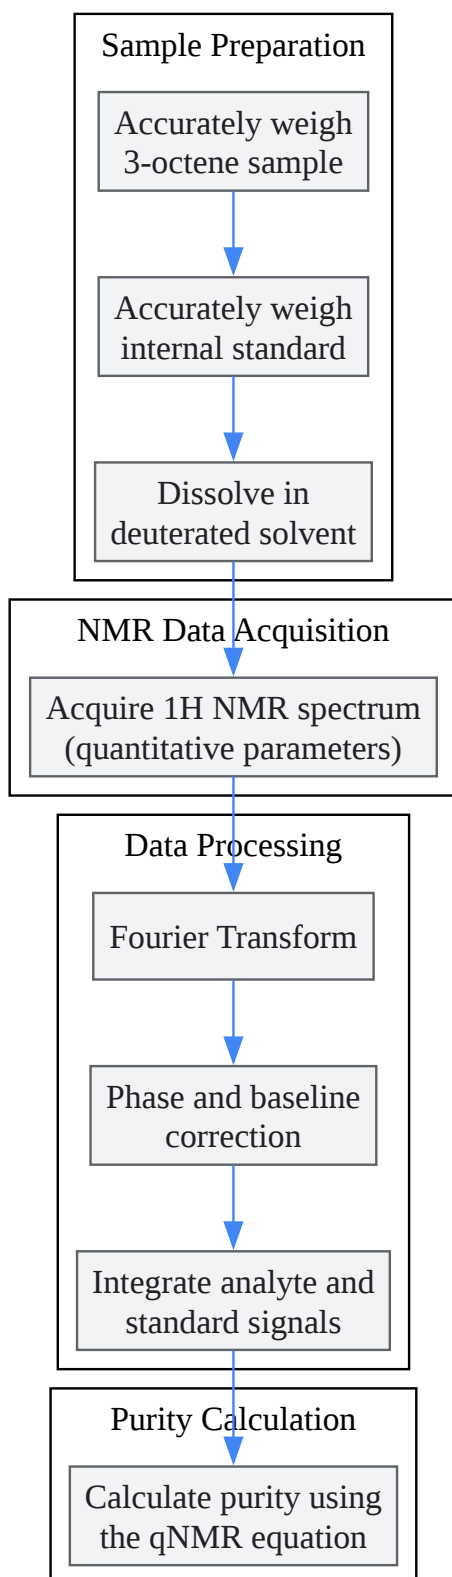 Sample Preparation
Accurately weigh
3-octene sample
Accurately weigh
internal standard
Dissolve in
deuterated solvent
NMR Data Acquisition
Acquire 1H NMR spectrum
(quantitative parameters)
Data Processing
Fourier Transform
Phase and baseline
correction
Integrate analyte and
standard signals
Purity Calculation
Calculate purity using
the qNMR equation